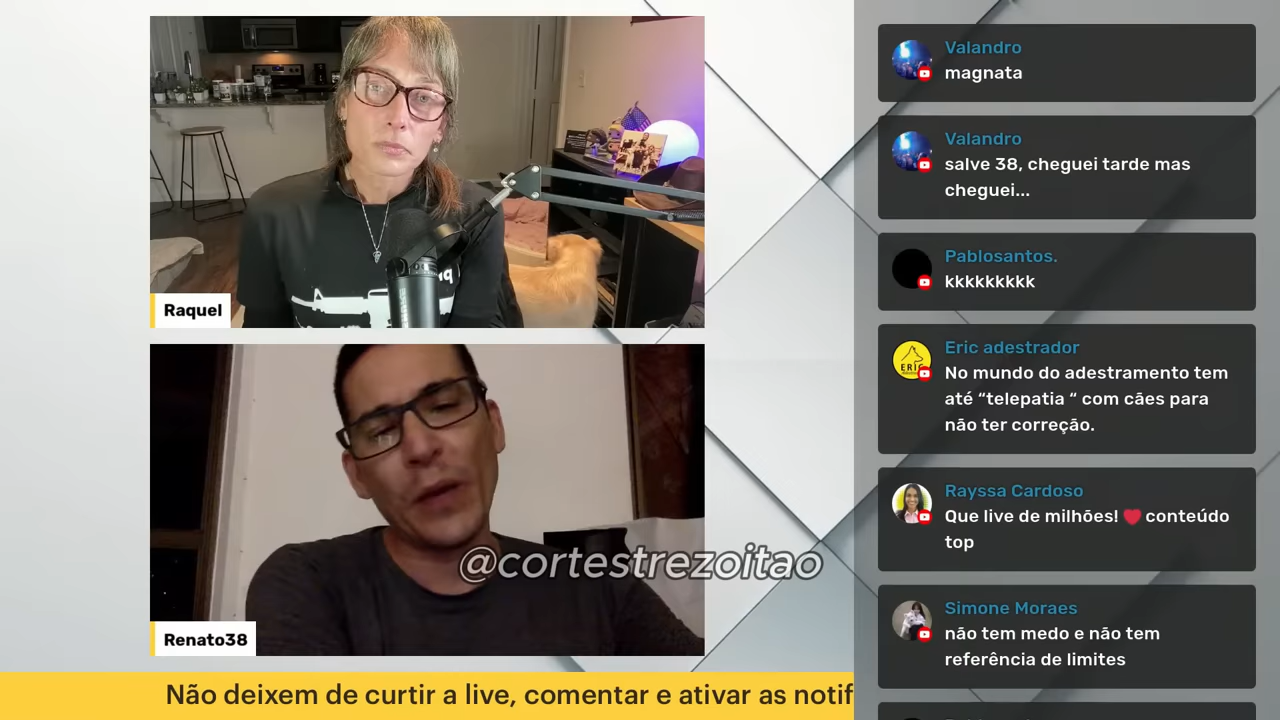 Raquel
@cortestrezoitao
Renato38
Não deixem de curtir a live, comentar e ativar as notif
Valandro
magnata
Valandro
salve 38, cheguei tarde mas
cheguei...
Pablosantos.
kkkkkkkkk
Eric adestrador
No mundo do adestramento tem
até “telepatia “ com cães para
não ter correção.
ERIC
Rayssa Cardoso
Que live de milhões! ❤️ conteúdo
top
Simone Moraes
não tem medo e não tem
referência de limites